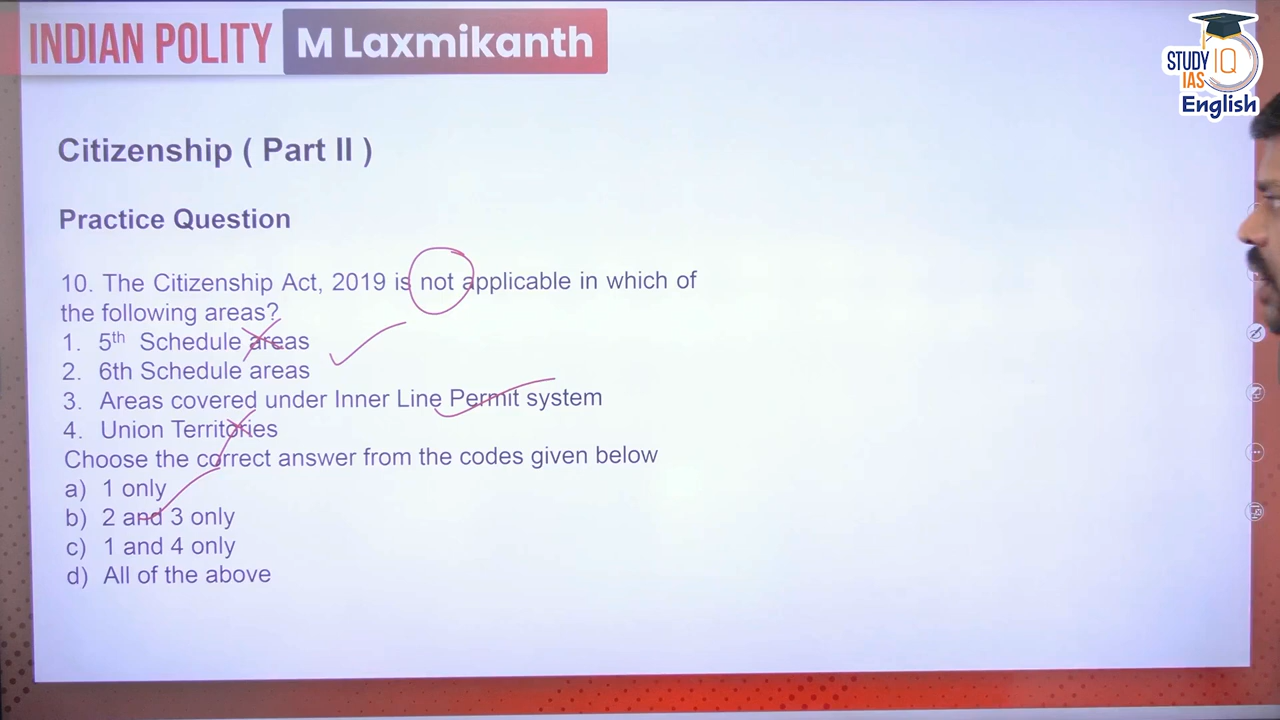 INDIAN POLITY M Laxmikanth
STUDY IQ
IAS
English
Citizenship ( Part II )
Practice Question
10. The Citizenship Act, 2019 is not applicable in which of
the following areas?
1. 5th Schedule areas
2. 6th Schedule areas
3. Areas covered under Inner Line Permit system
4. Union Territories
Choose the correct answer from the codes given below
a) 1 only
b) 2 and 3 only
c) 1 and 4 only
d) All of the above